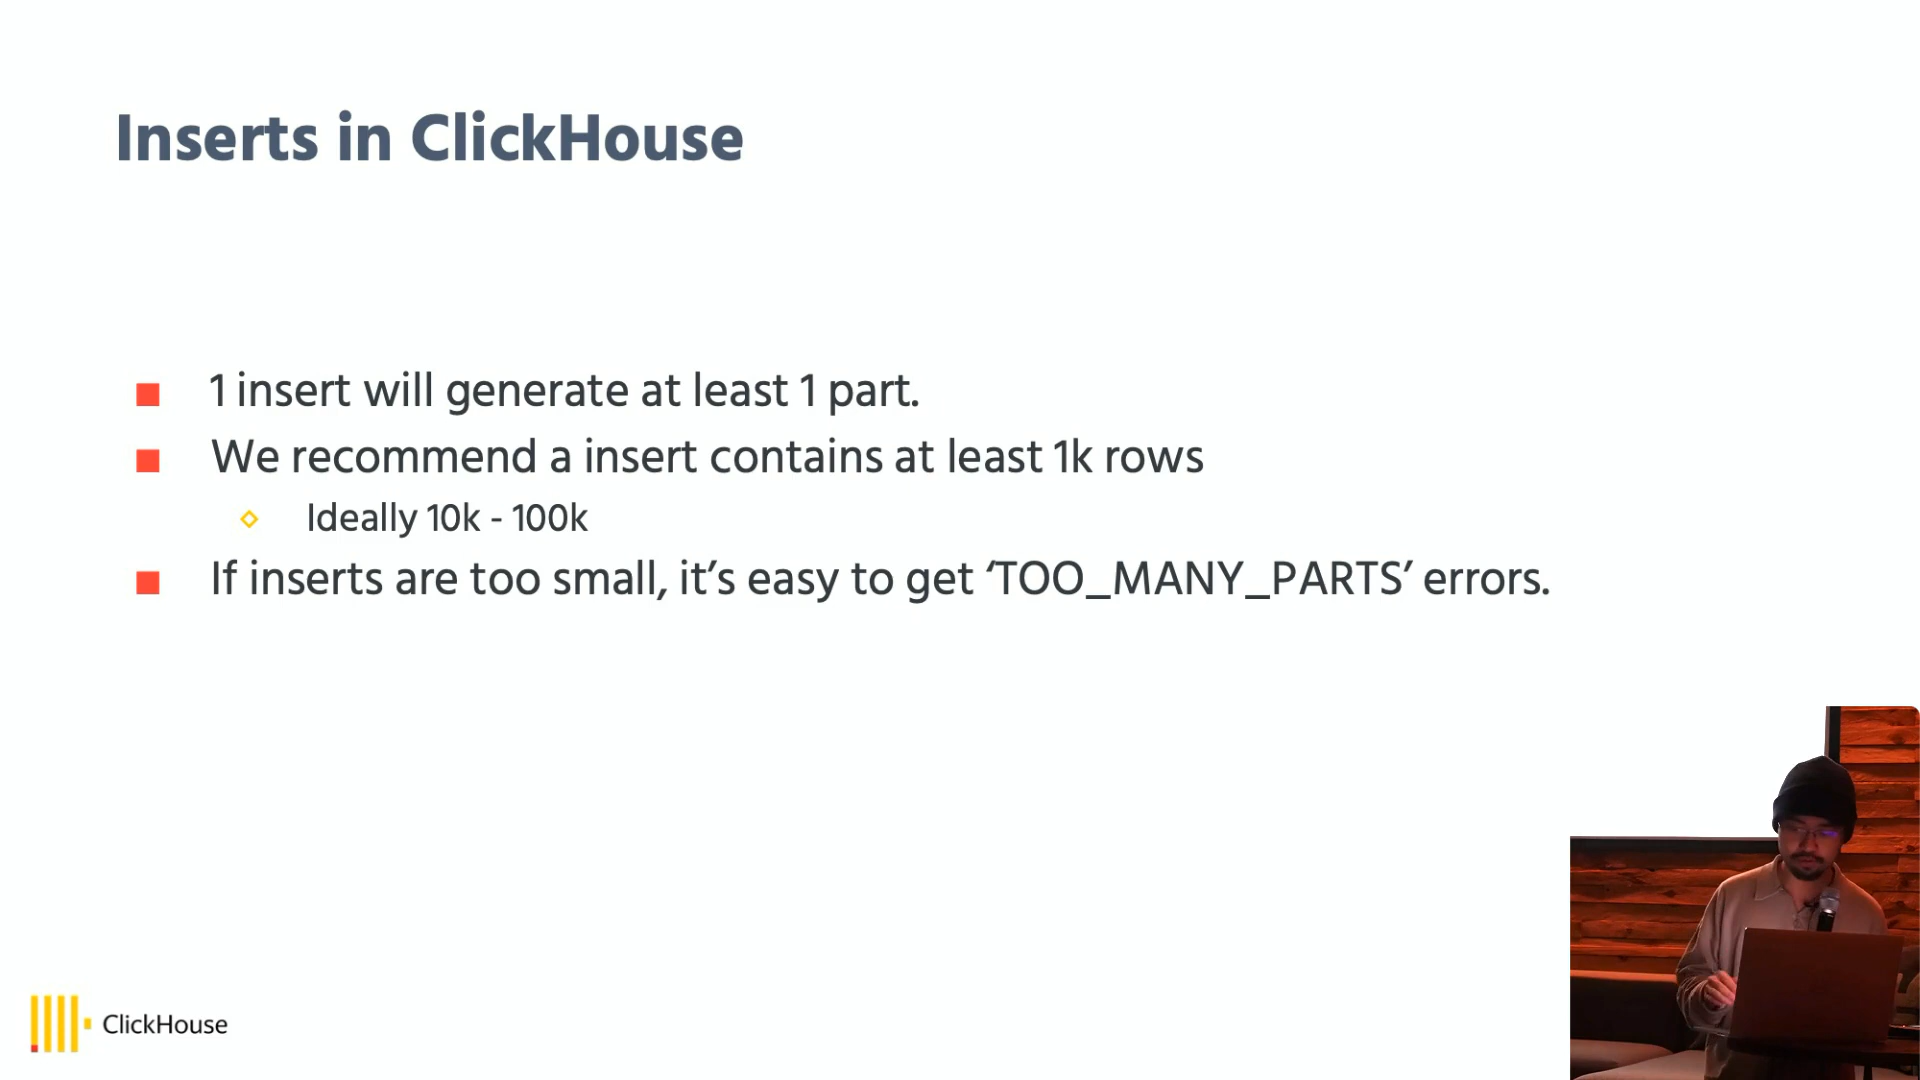 Inserts in ClickHouse
1 insert will generate at least 1 part.
We recommend a insert contains at least 1k rows
Ideally 10k - 100k
If inserts are too small, it’s easy to get ‘TOO_MANY_PARTS’ errors.
ClickHouse